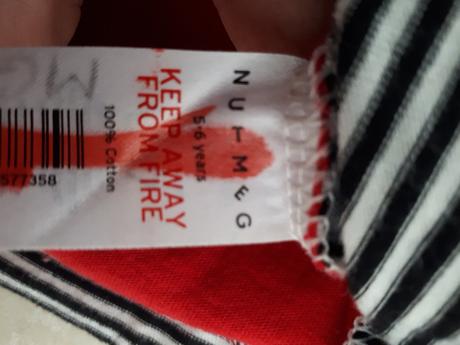 NUTMEG
5-6 years
KEEP AWAY
FROM FIRE
100% Cotton
577358